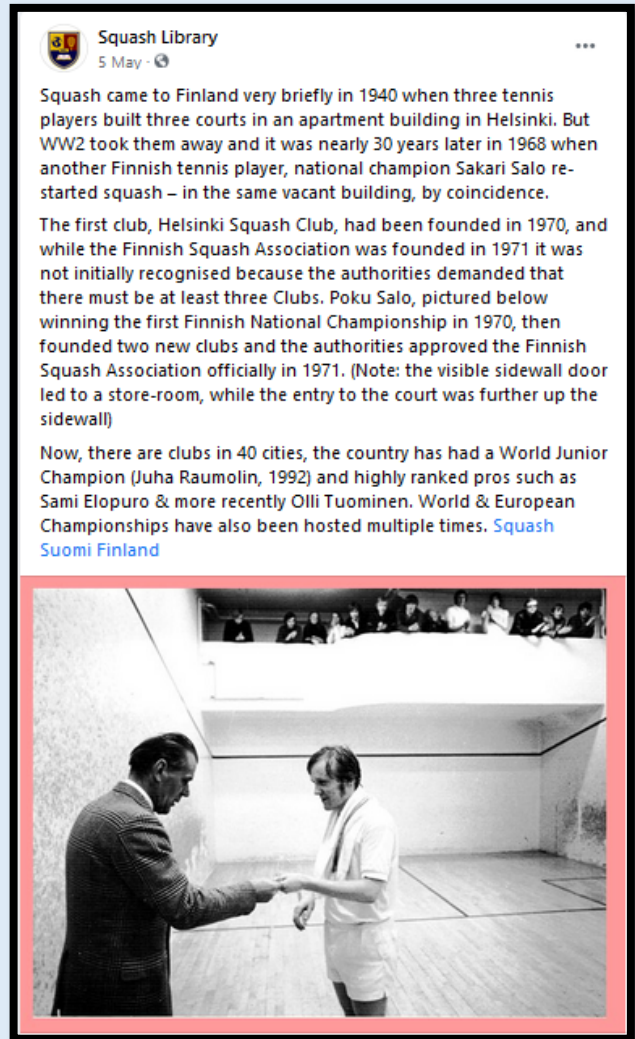 Squash Library
5 May ·
Squash came to Finland very briefly in 1940 when three tennis
players built three courts in an apartment building in Helsinki. But
WW2 took them away and it was nearly 30 years later in 1968 when
another Finnish tennis player, national champion Sakari Salo re-
started squash – in the same vacant building, by coincidence.
The first club, Helsinki Squash Club, had been founded in 1970, and
while the Finnish Squash Association was founded in 1971 it was
not initially recognised because the authorities demanded that
there must be at least three Clubs. Poku Salo, pictured below
winning the first Finnish National Championship in 1970, then
founded two new clubs and the authorities approved the Finnish
Squash Association officially in 1971. (Note: the visible sidewall door
led to a store-room, while the entry to the court was further up the
sidewall)
Now, there are clubs in 40 cities, the country has had a World Junior
Champion (Juha Raumolin, 1992) and highly ranked pros such as
Sami Elopuro & more recently Olli Tuominen. World & European
Championships have also been hosted multiple times. Squash
Suomi Finland